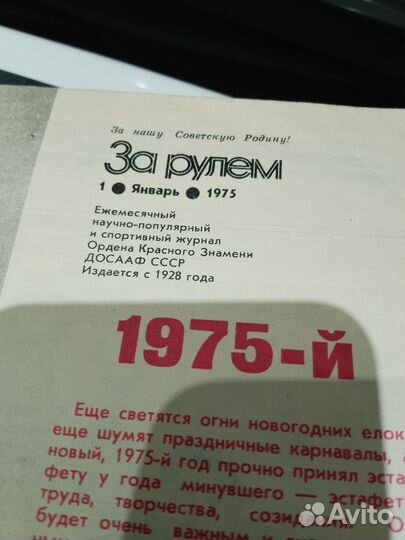 За нашу Советскую Родину!
За рулем
1 ● Январь ● 1975
Ежемесячный
научно-популярный
и спортивный журнал
Ордена Красного Знамени
ДОСААФ СССР
Издается с 1928 года
1975-й
Еще светятся огни новогодних елок
еще шумят праздничные карнавалы,
новый, 1975-й год прочно принял эста
фету у года минувшего — эстафет
труда, творчества, созидания. О
будет очень важным и
Avito